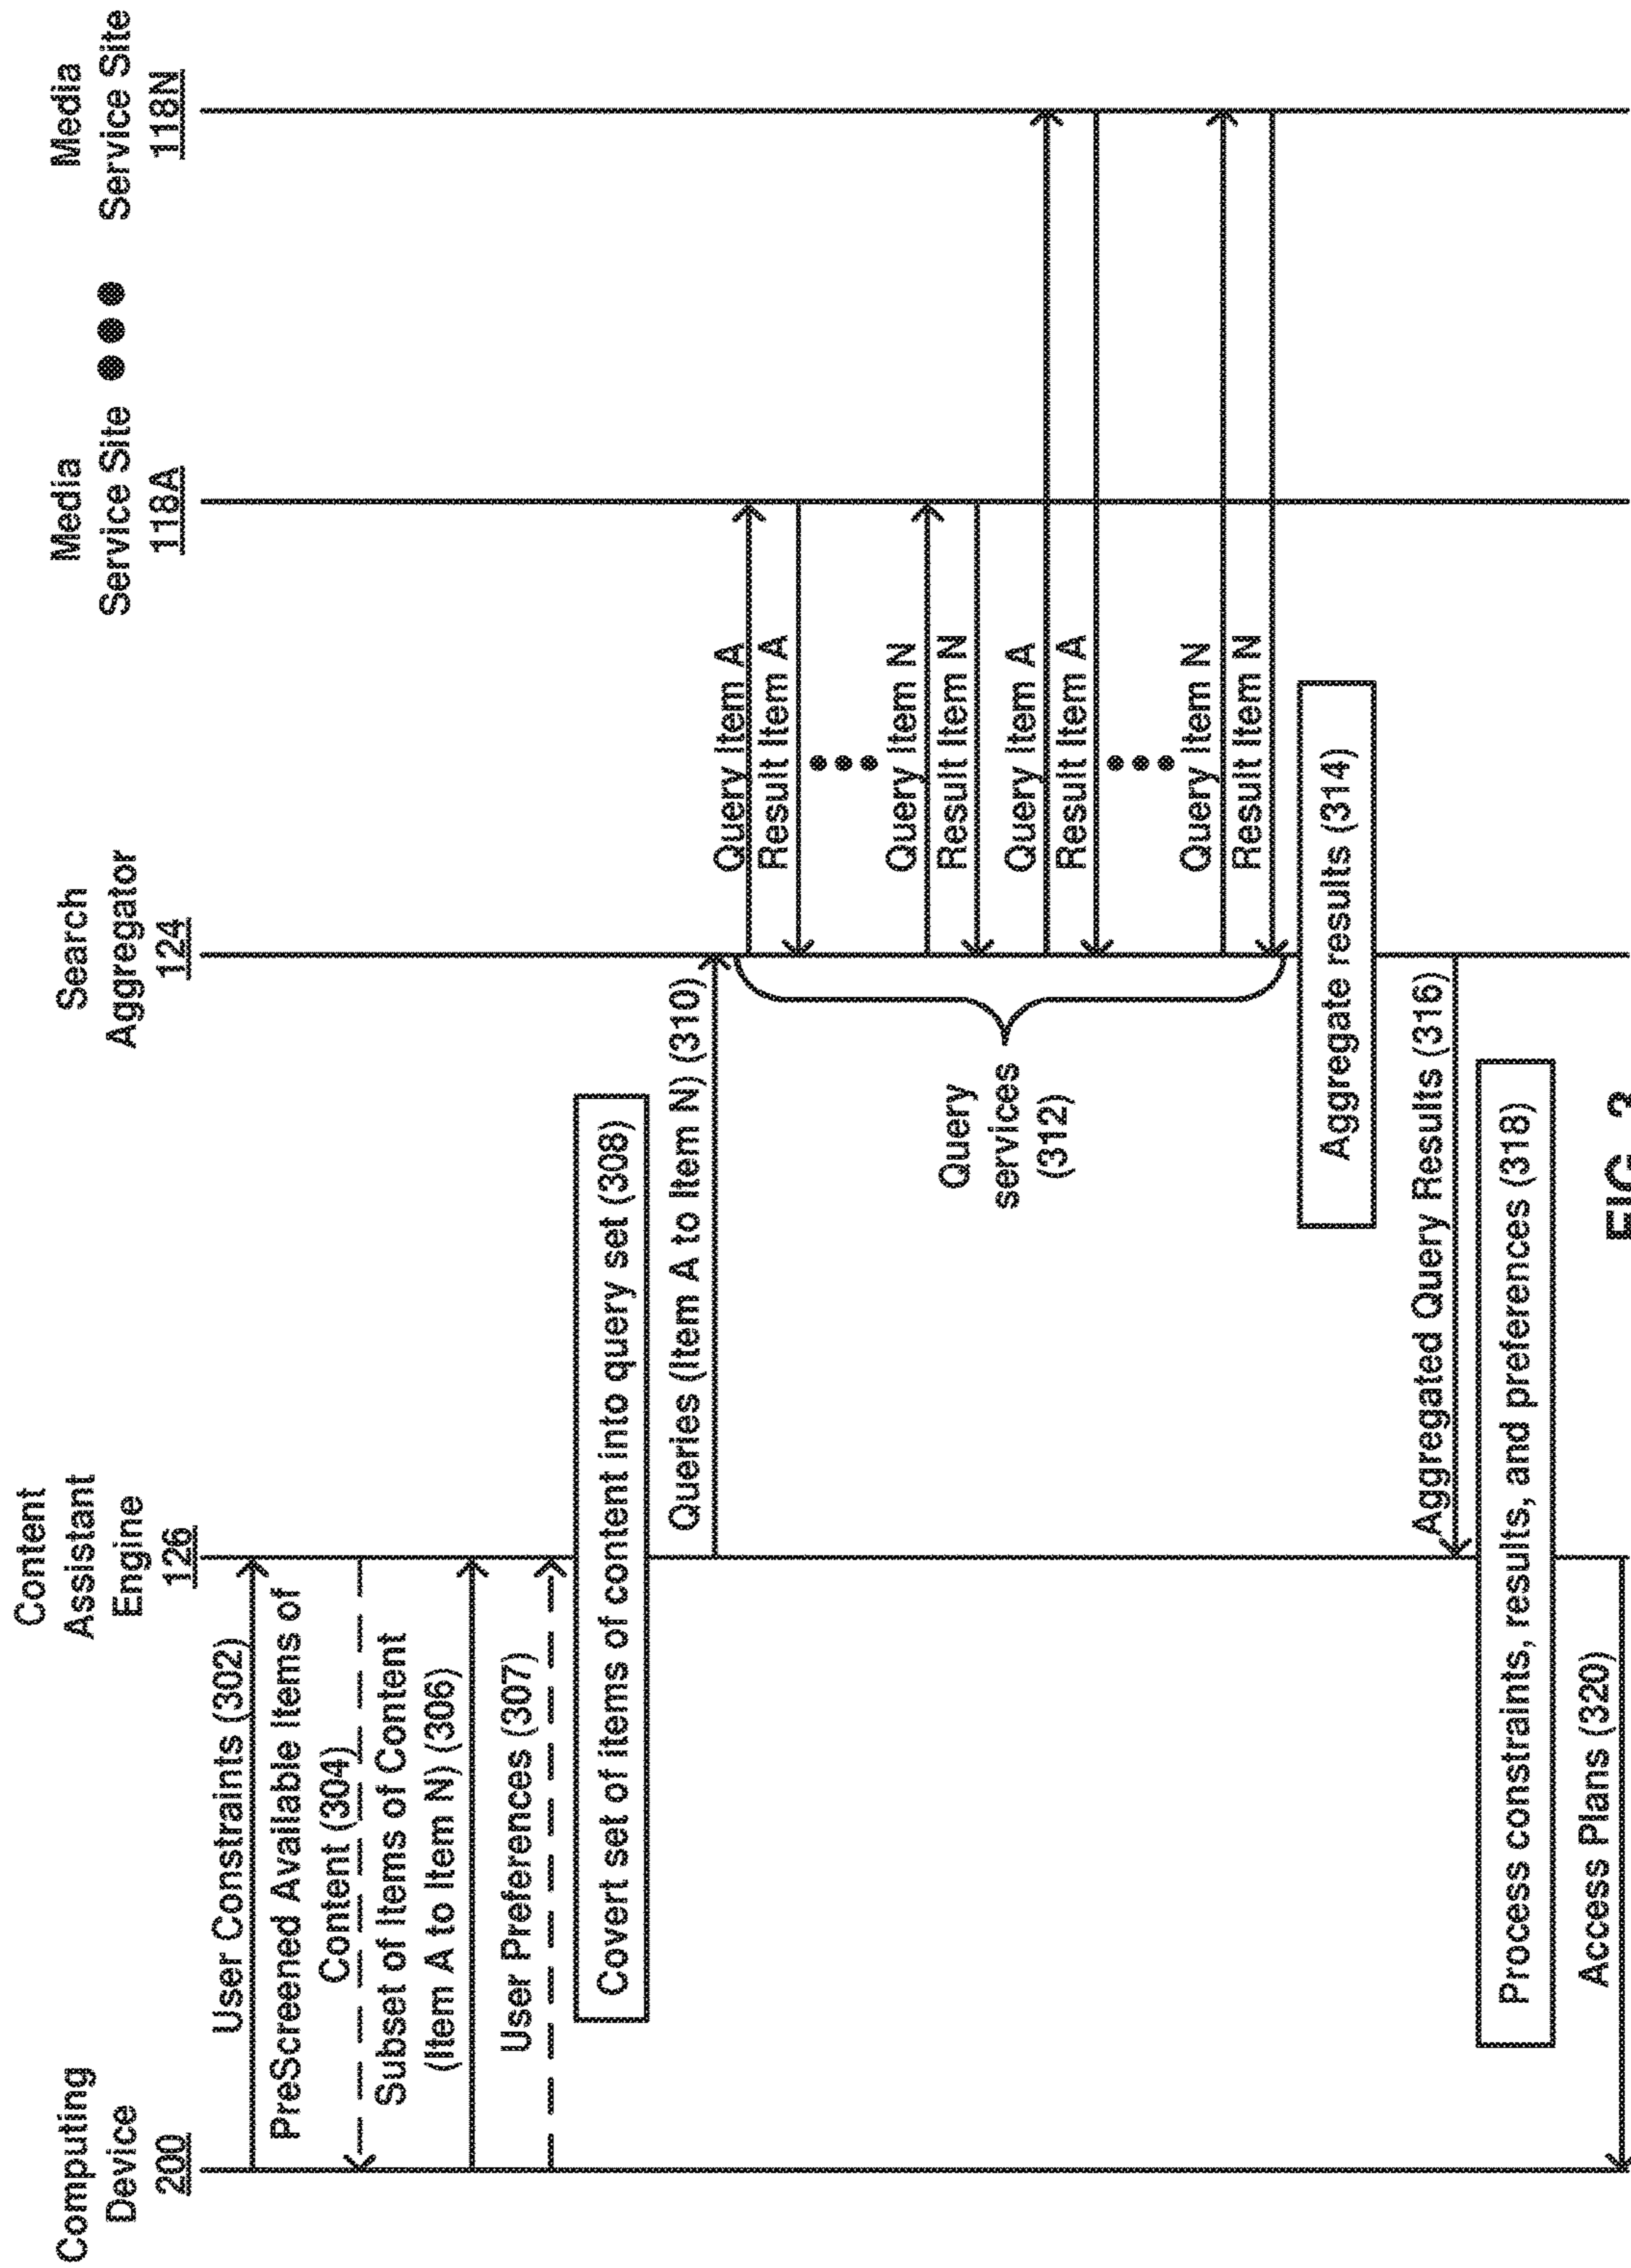 Computing
Device
200
Content
Assistant
Engine
126
Search
Aggregator
124
Media
Service Site
118A
Media
Service Site
118N
User Constraints (302)
PreScreened Available Items of
Content (304)
Subset of Items of Content
(Item A to Item N) (306)
User Preferences (307)
Covert set of items of content into query set (308)
Queries (Item A to Item N) (310)
Query Item A
Result Item A
Query Item N
Result Item N
Query Item A
Result Item A
Query Item N
Result Item N
Query
services
(312)
Aggregate results (314)
Aggregated Query Results (316)
Process constraints, results, and preferences (318)
Access Plans (320)
FIG. 3